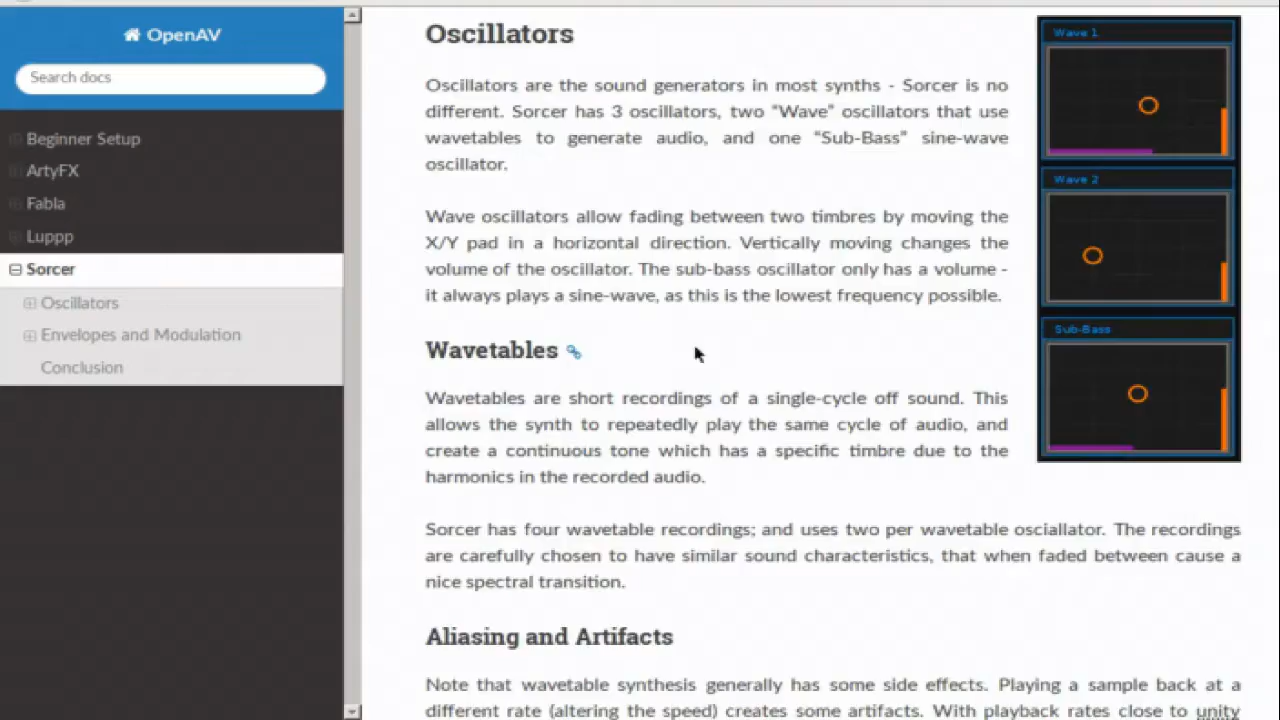 OpenAV
Search docs
Beginner Setup
ArtyFX
Fabla
Luppp
Sorcer
Oscillators
Envelopes and Modulation
Conclusion
Oscillators
Oscillators are the sound generators in most synths - Sorcer is no
different. Sorcer has 3 oscillators, two “Wave” oscillators that use
wavetables to generate audio, and one “Sub-Bass” sine-wave
oscillator.
Wave oscillators allow fading between two timbres by moving the
X/Y pad in a horizontal direction. Vertically moving changes the
volume of the oscillator. The sub-bass oscillator only has a volume -
it always plays a sine-wave, as this is the lowest frequency possible.
Wavetables
Wavetables are short recordings of a single-cycle off sound. This
allows the synth to repeatedly play the same cycle of audio, and
create a continuous tone which has a specific timbre due to the
harmonics in the recorded audio.
Sorcer has four wavetable recordings; and uses two per wavetable osciallator. The recordings
are carefully chosen to have similar sound characteristics, that when faded between cause a
nice spectral transition.
Aliasing and Artifacts
Note that wavetable synthesis generally has some side effects. Playing a sample back at a
different rate (altering the speed) creates some artifacts. With playback rates close to unity
Wave 1
Wave 2
Sub-Bass